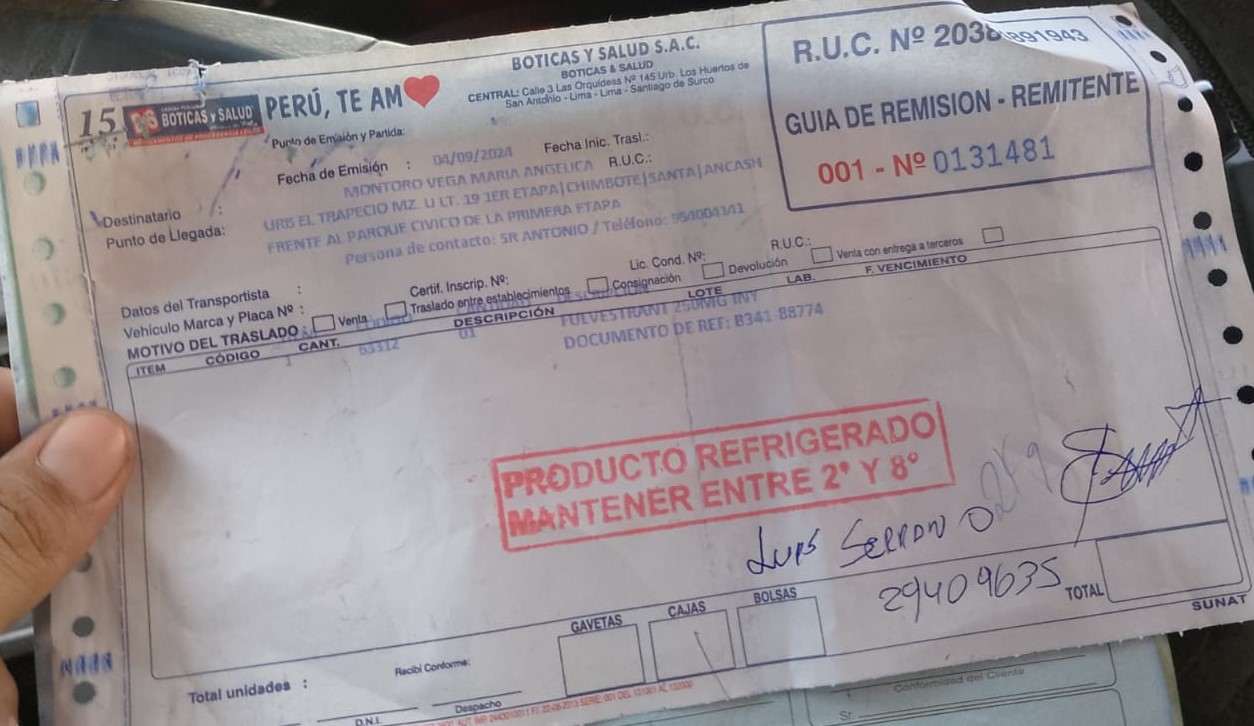 15 BOTICAS Y SALUD PERÚ, TE AM
BOTICAS Y SALUD S.A.C.
BOTICAS & SALUD
CENTRAL: Calle 3 Las Orquideas Nº 145 Urb. Los Huertos de
San Antonio - Lima - Lima - Santiago de Surco
R.U.C. Nº 2038 891943
GUIA DE REMISION - REMITENTE
001 - Nº 0131481
Punto de Emisión y Partida:
Fecha de Emisión : 04/09/2024 Fecha Inic. Trasl.:
Destinatario : MONTORO VEGA MARIA ANGELICA R.U.C.:
Punto de Llegada: URB EL TRAPECIO MZ. U LT. 19 1ER ETAPA|CHIMBOTE|SANTA|ANCASH
FRENTE AL PARQUE CIVICO DE LA PRIMERA ETAPA
Persona de contacto: SR ANTONIO / Teléfono: 954004141
Datos del Transportista :
Certif. Inscrip. Nº: Lic. Cond. Nº: R.U.C.:
Vehículo Marca y Placa Nº :
MOTIVO DEL TRASLADO Venta Traslado entre establecimientos Consignación Devolución Venta con entrega a terceros
ITEM CÓDIGO CANT. DESCRIPCIÓN LOTE LAB. F. VENCIMIENTO
1 63312 01 FULVESTRANT 250MG INY
DOCUMENTO DE REF: B341-88774
PRODUCTO REFRIGERADO
MANTENER ENTRE 2° Y 8°
Luis Serrano
29409635
GAVETAS CAJAS BOLSAS TOTAL
SUNAT
Total unidades : Recibí Conforme:
D.N.I. Despacho
Conformidad del Cliente
Sr.